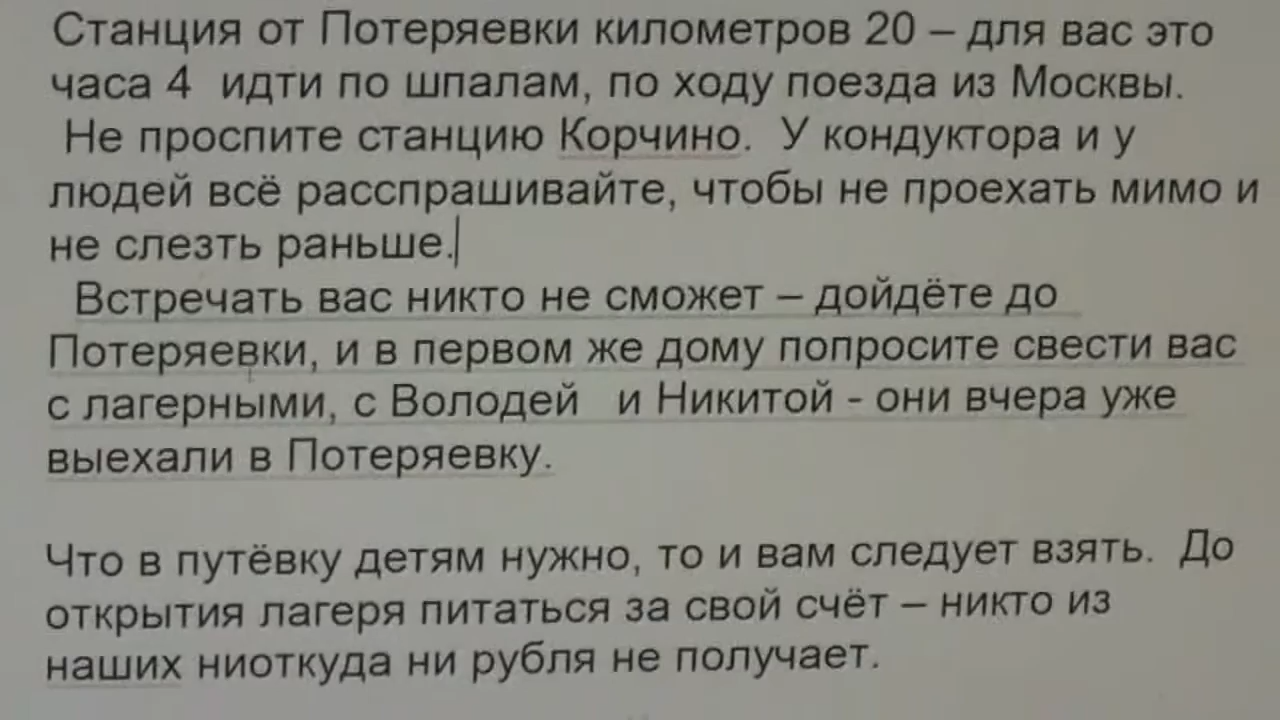 Станция от Потеряевки километров 20 – для вас это
часа 4 идти по шпалам, по ходу поезда из Москвы.
Не проспите станцию Корчино. У кондуктора и у
людей всё расспрашивайте, чтобы не проехать мимо и
не слезть раньше.
Встречать вас никто не сможет – дойдёте до
Потеряевки, и в первом же дому попросите свести вас
с лагерными, с Володей и Никитой - они вчера уже
выехали в Потеряевку.
Что в путёвку детям нужно, то и вам следует взять. До
открытия лагеря питаться за свой счёт – никто из
наших ниоткуда ни рубля не получает.